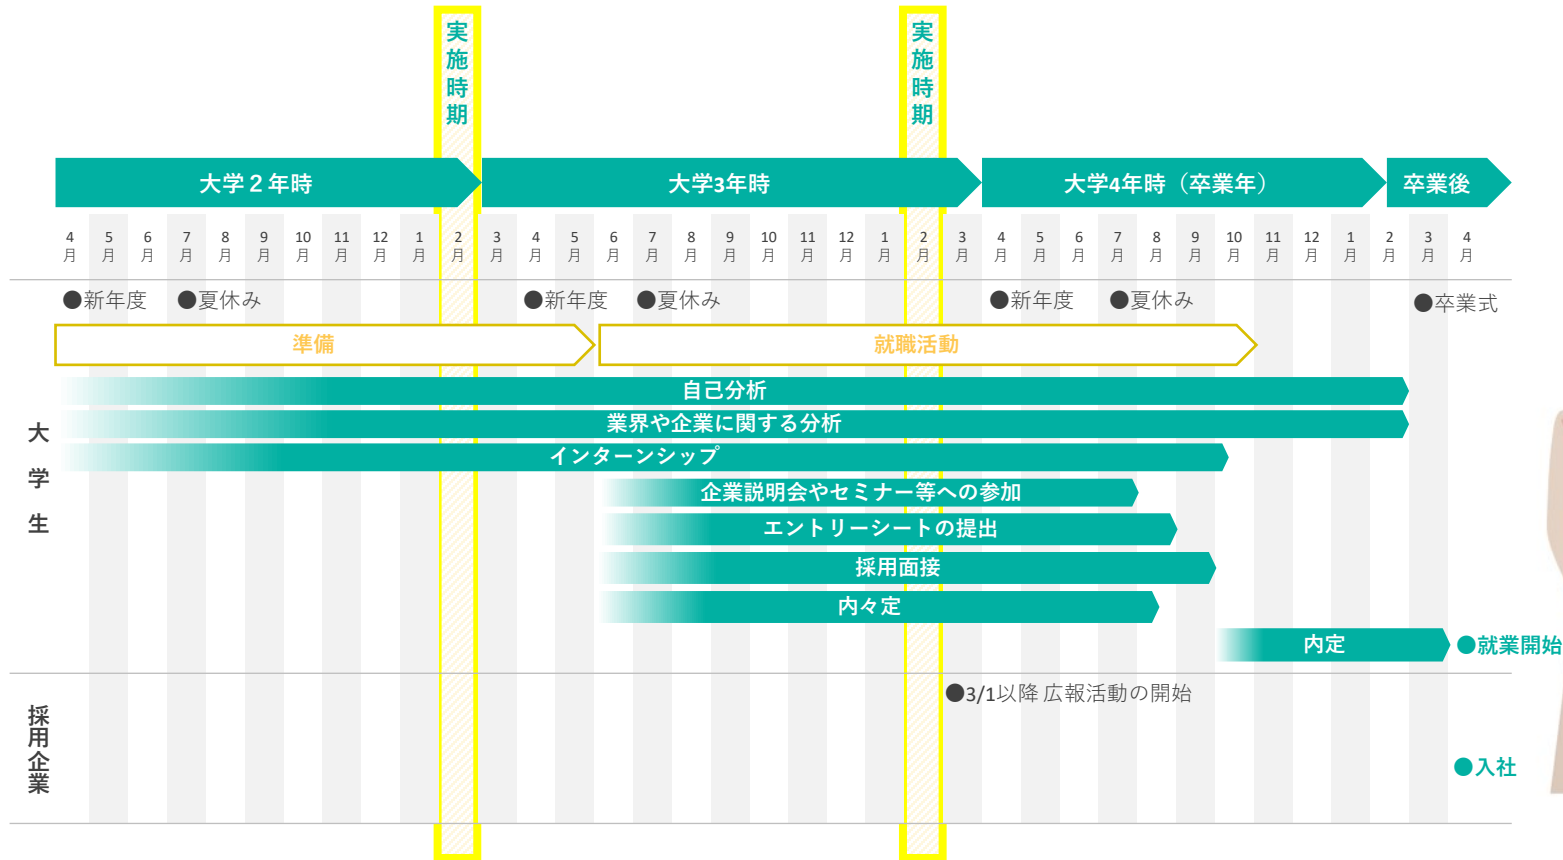 実施時期
実施時期
大学２年時
大学3年時
大学4年時（卒業年）
卒業後
4月 5月 6月 7月 8月 9月 10月 11月 12月 1月 2月 3月 4月 5月 6月 7月 8月 9月 10月 11月 12月 1月 2月 3月 4月 5月 6月 7月 8月 9月 10月 11月 12月 1月 2月 3月 4月
●新年度 ●夏休み ●新年度 ●夏休み ●新年度 ●夏休み ●卒業式
準備
就職活動
大学生
自己分析
業界や企業に関する分析
インターンシップ
企業説明会やセミナー等への参加
エントリーシートの提出
採用面接
内々定
内定
●就業開始
採用企業
●3/1以降 広報活動の開始
●入社